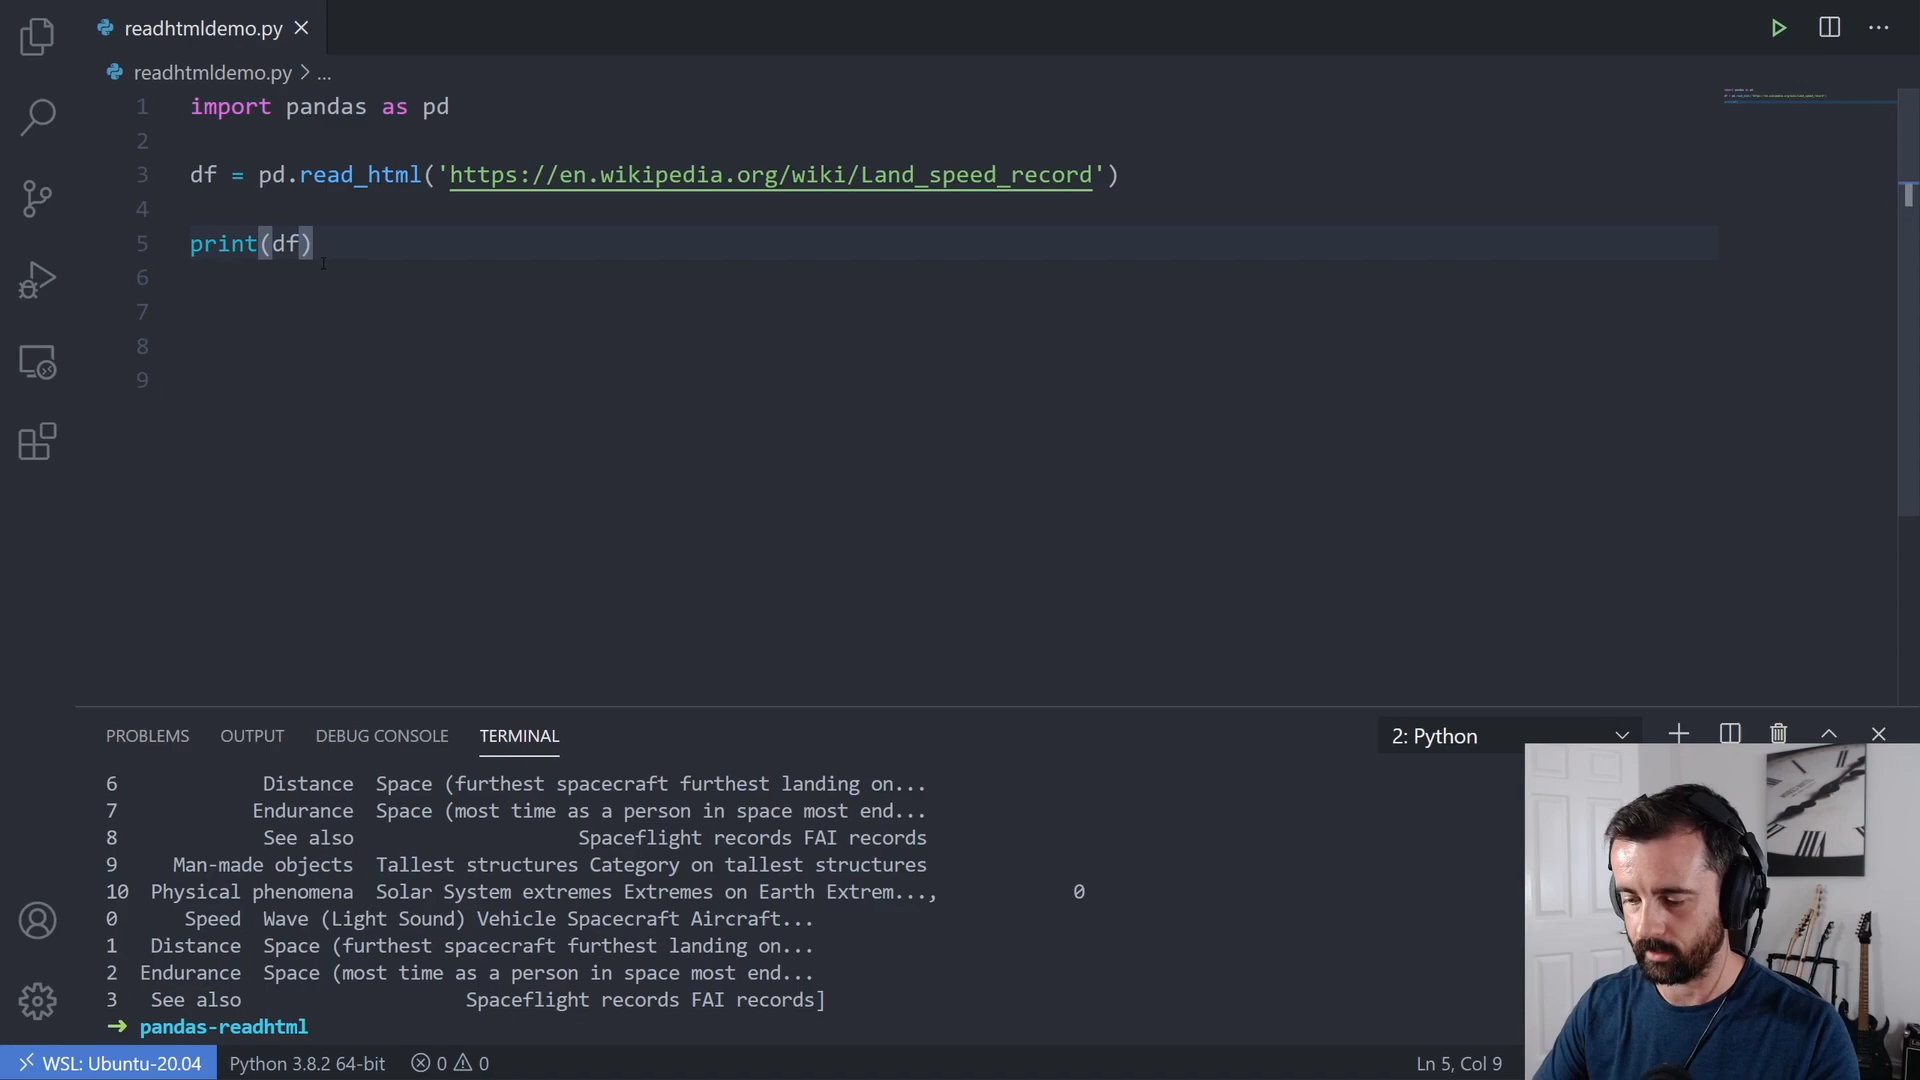 readhtmldemo.py
readhtmldemo.py > ...
1 import pandas as pd
2
3 df = pd.read_html('https://en.wikipedia.org/wiki/Land_speed_record')
4
5 print(df)
6
7
8
9
PROBLEMS OUTPUT DEBUG CONSOLE TERMINAL 2: Python
6 Distance Space (furthest spacecraft furthest landing on...
7 Endurance Space (most time as a person in space most end...
8 See also Spaceflight records FAI records
9 Man-made objects Tallest structures Category on tallest structures
10 Physical phenomena Solar System extremes Extremes on Earth Extrem..., 0
0 Speed Wave (Light Sound) Vehicle Spacecraft Aircraft...
1 Distance Space (furthest spacecraft furthest landing on...
2 Endurance Space (most time as a person in space most end...
3 See also Spaceflight records FAI records]
➜ pandas-readhtml
WSL: Ubuntu-20.04 Python 3.8.2 64-bit 0 0 Ln 5, Col 9